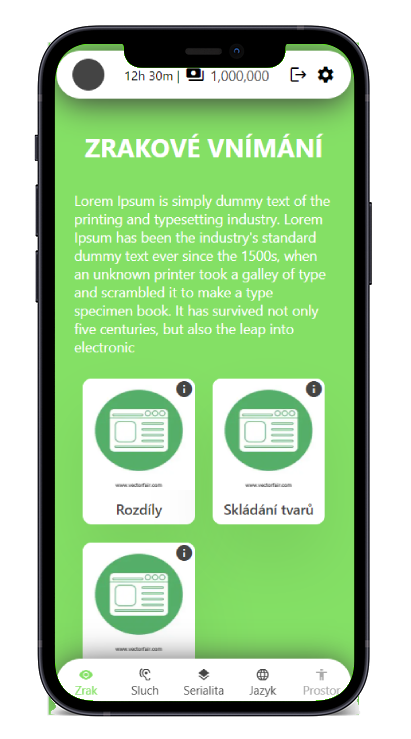 12h 30m | 1,000,000
ZRAKOVÉ VNÍMÁNÍ
Lorem Ipsum is simply dummy text of the
printing and typesetting industry. Lorem
Ipsum has been the industry's standard
dummy text ever since the 1500s, when
an unknown printer took a galley of type
and scrambled it to make a type
specimen book. It has survived not only
five centuries, but also the leap into
electronic
www.vectorfair.com
www.vectorfair.com
Rozdíly
Skládání tvarů
www.vectorfair.com
Zrak
Sluch
Serialita
Jazyk
Prostor